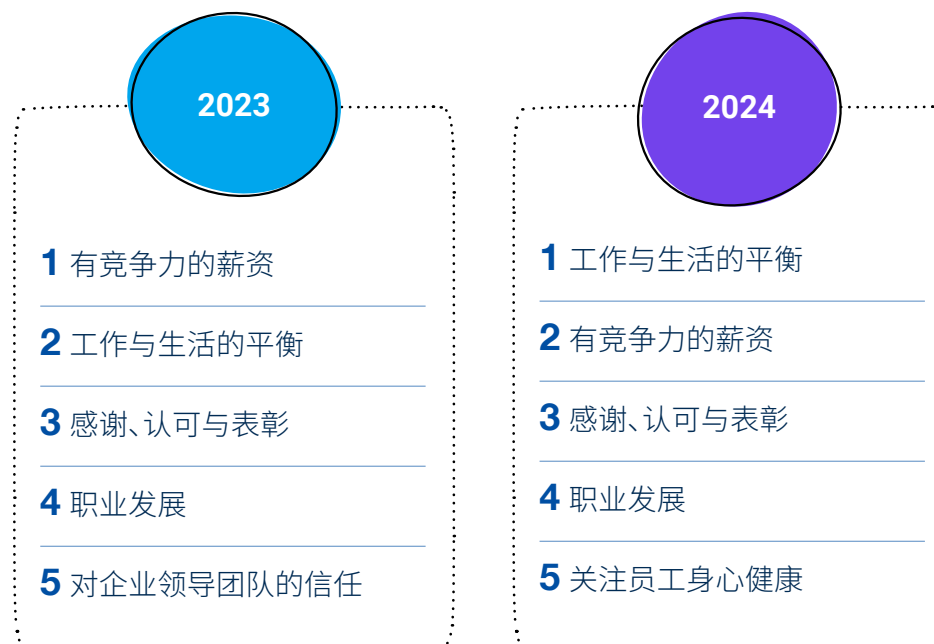 2023
1 有竞争力的薪资
2 工作与生活的平衡
3 感谢、认可与表彰
4 职业发展
5 对企业领导团队的信任
2024
1 工作与生活的平衡
2 有竞争力的薪资
3 感谢、认可与表彰
4 职业发展
5 关注员工身心健康